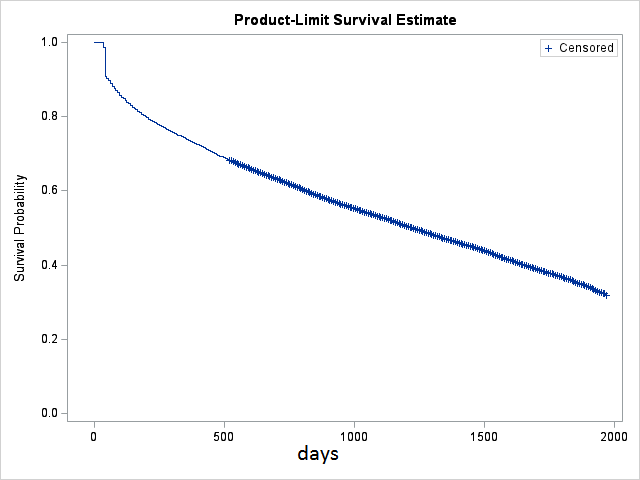 Product-Limit Survival Estimate
1.0
+ Censored
0.8
0.6
0.4
0.2
0.0
Survival Probability
0 500 1000 1500 2000
days